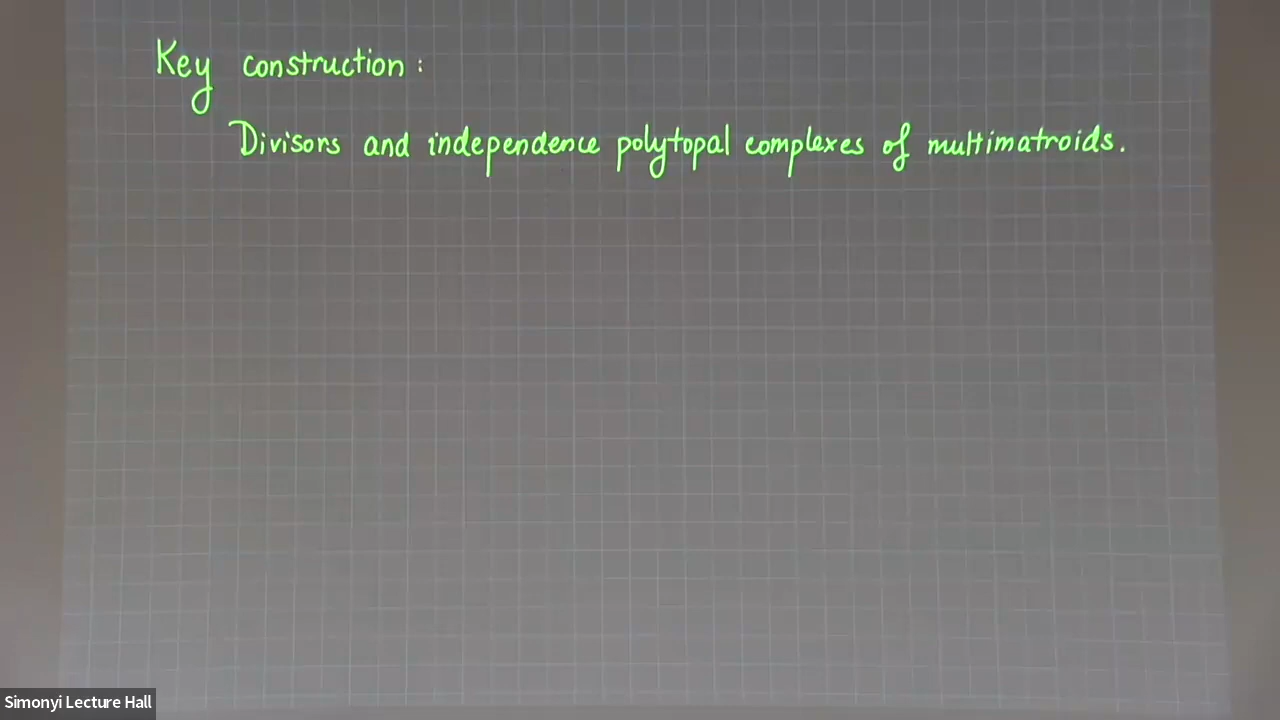 Key construction:
Divisors and independence polytopal complexes of multimatroids.
Simonyi Lecture Hall